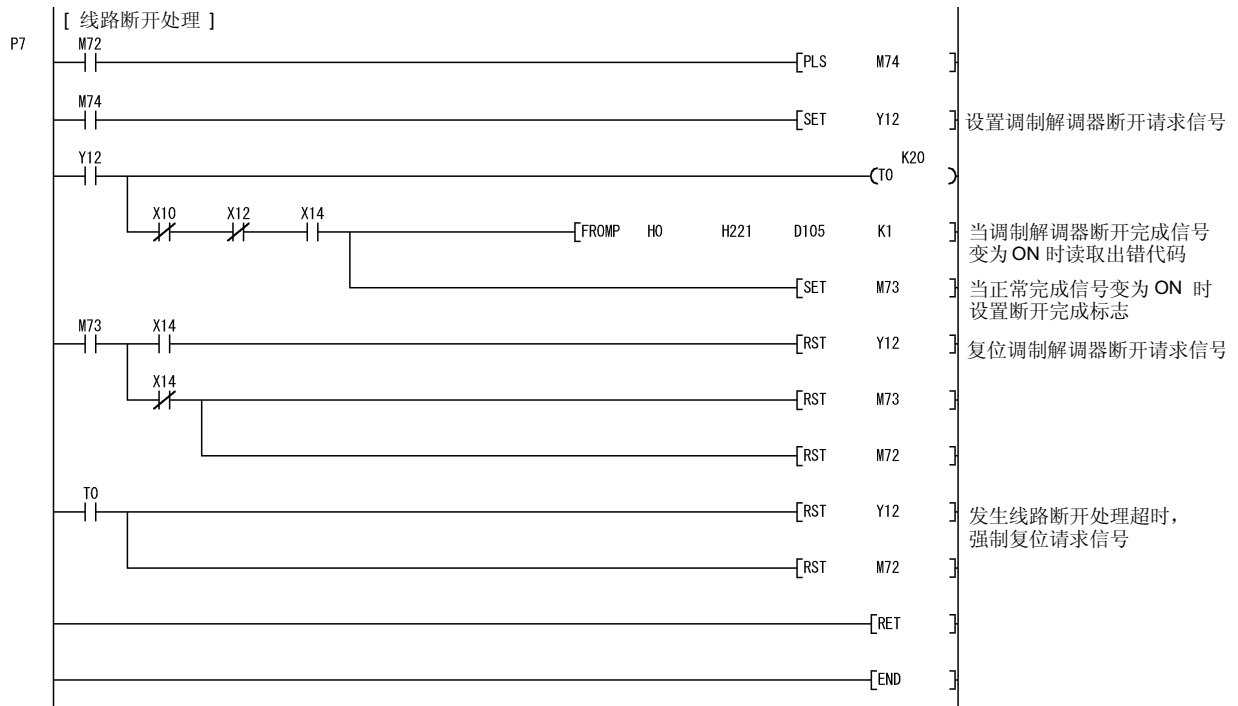 [ 线路断开处理 ]
P7
M72
PLS M74
M74
SET Y12
设置调制解调器断开请求信号
Y12
K20
T0
X10 X12 X14
FROMP H0 H221 D105 K1
当调制解调器断开完成信号
变为 ON 时读取出错代码
SET M73
当正常完成信号变为 ON 时
设置断开完成标志
M73 X14
RST Y12
复位调制解调器断开请求信号
X14
RST M73
RST M72
T0
RST Y12
发生线路断开处理超时，
强制复位请求信号
RST M72
RET
END